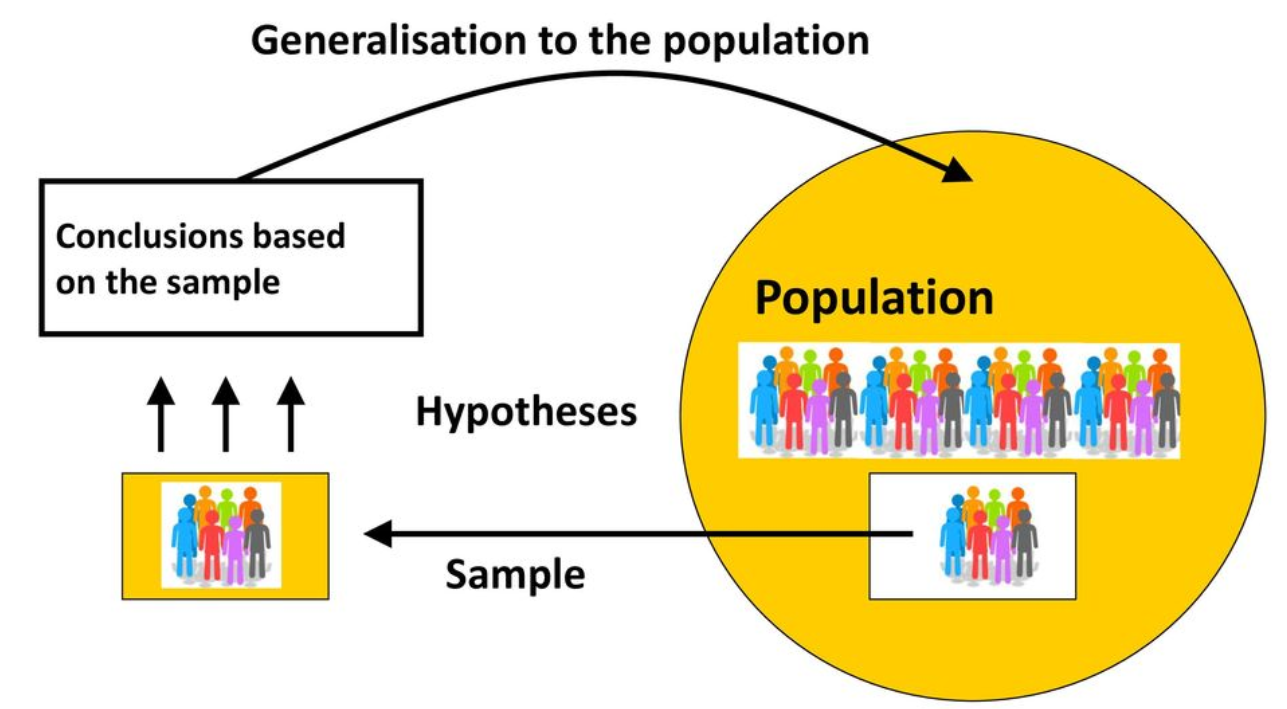 Generalisation to the population
Conclusions based
on the sample
Population
Hypotheses
Sample